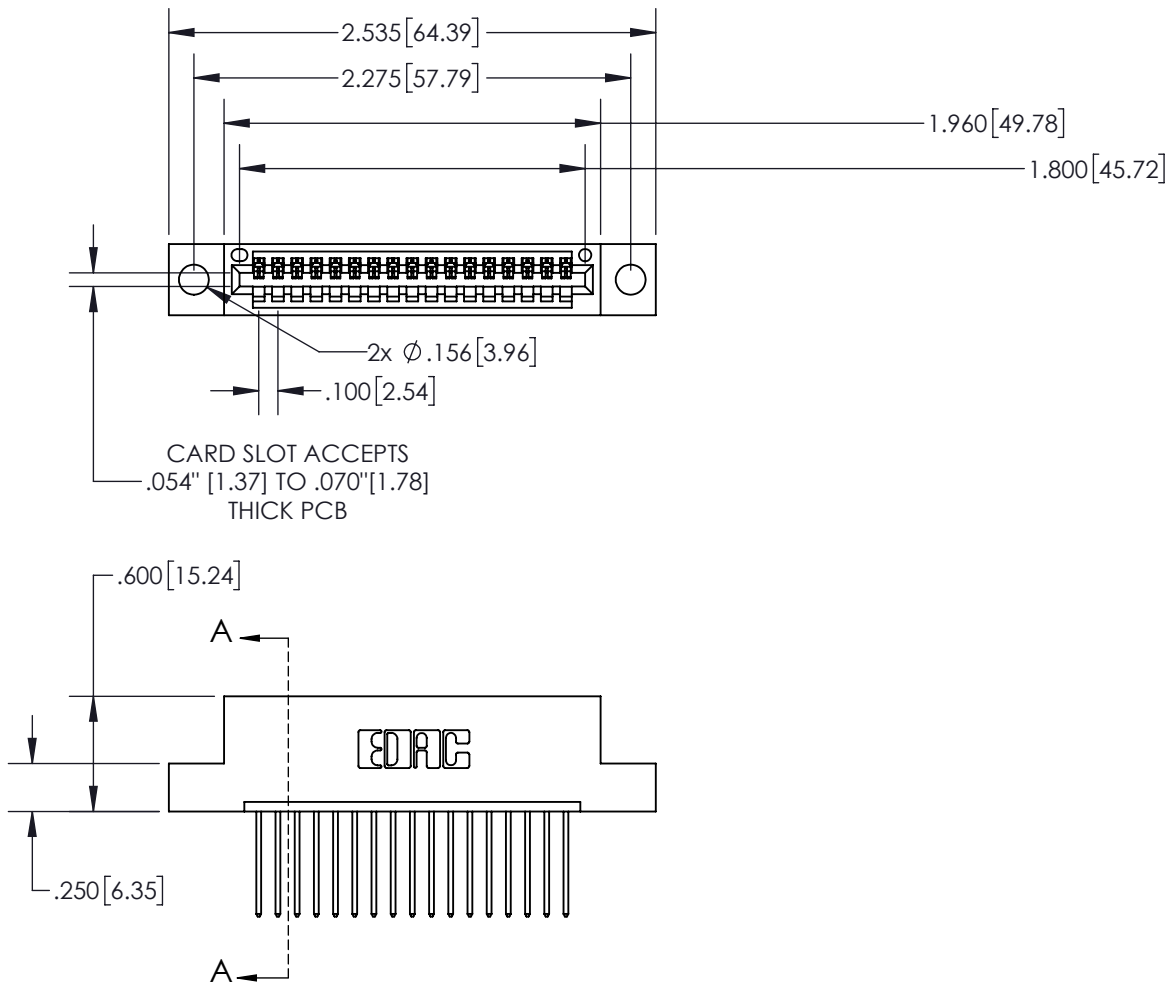 2.535[64.39]
2.275[57.79]
1.960[49.78]
1.800[45.72]
2x ∅.156[3.96]
.100[2.54]
CARD SLOT ACCEPTS
.054" [1.37] TO .070"[1.78]
THICK PCB
.600[15.24]
A
EDAC
.250[6.35]
A